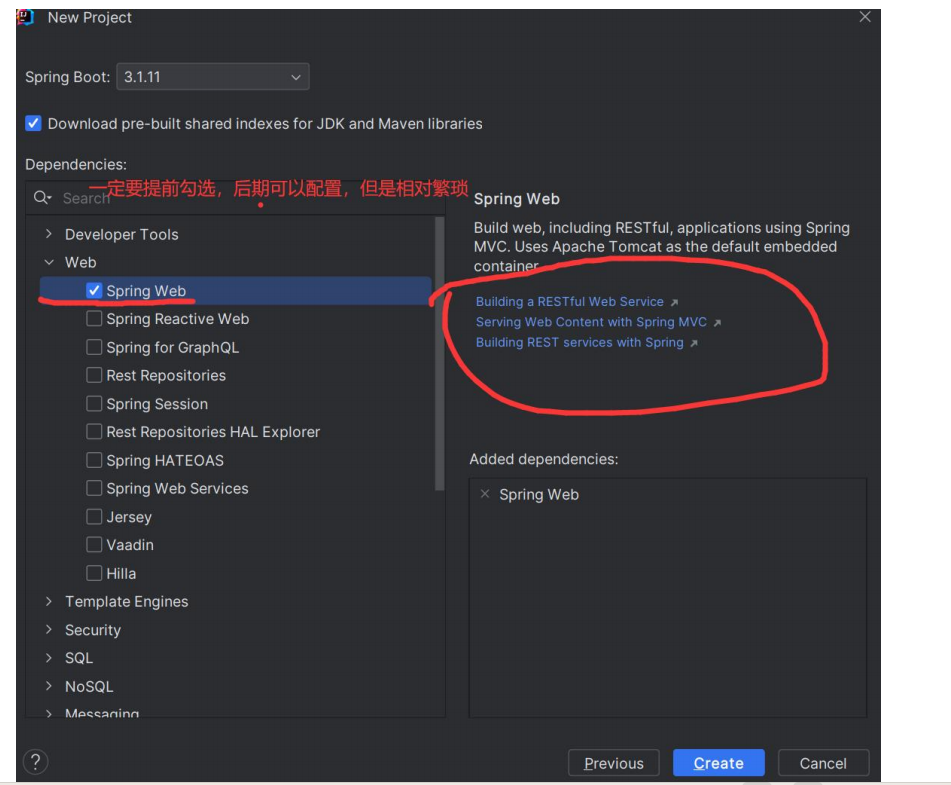 New Project
Spring Boot: 3.1.11
Download pre-built shared indexes for JDK and Maven libraries
Dependencies:
一定要提前勾选，后期可以配置，但是相对繁琐
Search
Developer Tools
Web
Spring Web
Spring Reactive Web
Spring for GraphQL
Rest Repositories
Spring Session
Rest Repositories HAL Explorer
Spring HATEOAS
Spring Web Services
Jersey
Vaadin
Hilla
Template Engines
Security
SQL
NoSQL
Messaging
Spring Web
Build web, including RESTful, applications using Spring
MVC. Uses Apache Tomcat as the default embedded
container.
Building a RESTful Web Service
Serving Web Content with Spring MVC
Building REST services with Spring
Added dependencies:
Spring Web
?
Previous
Create
Cancel